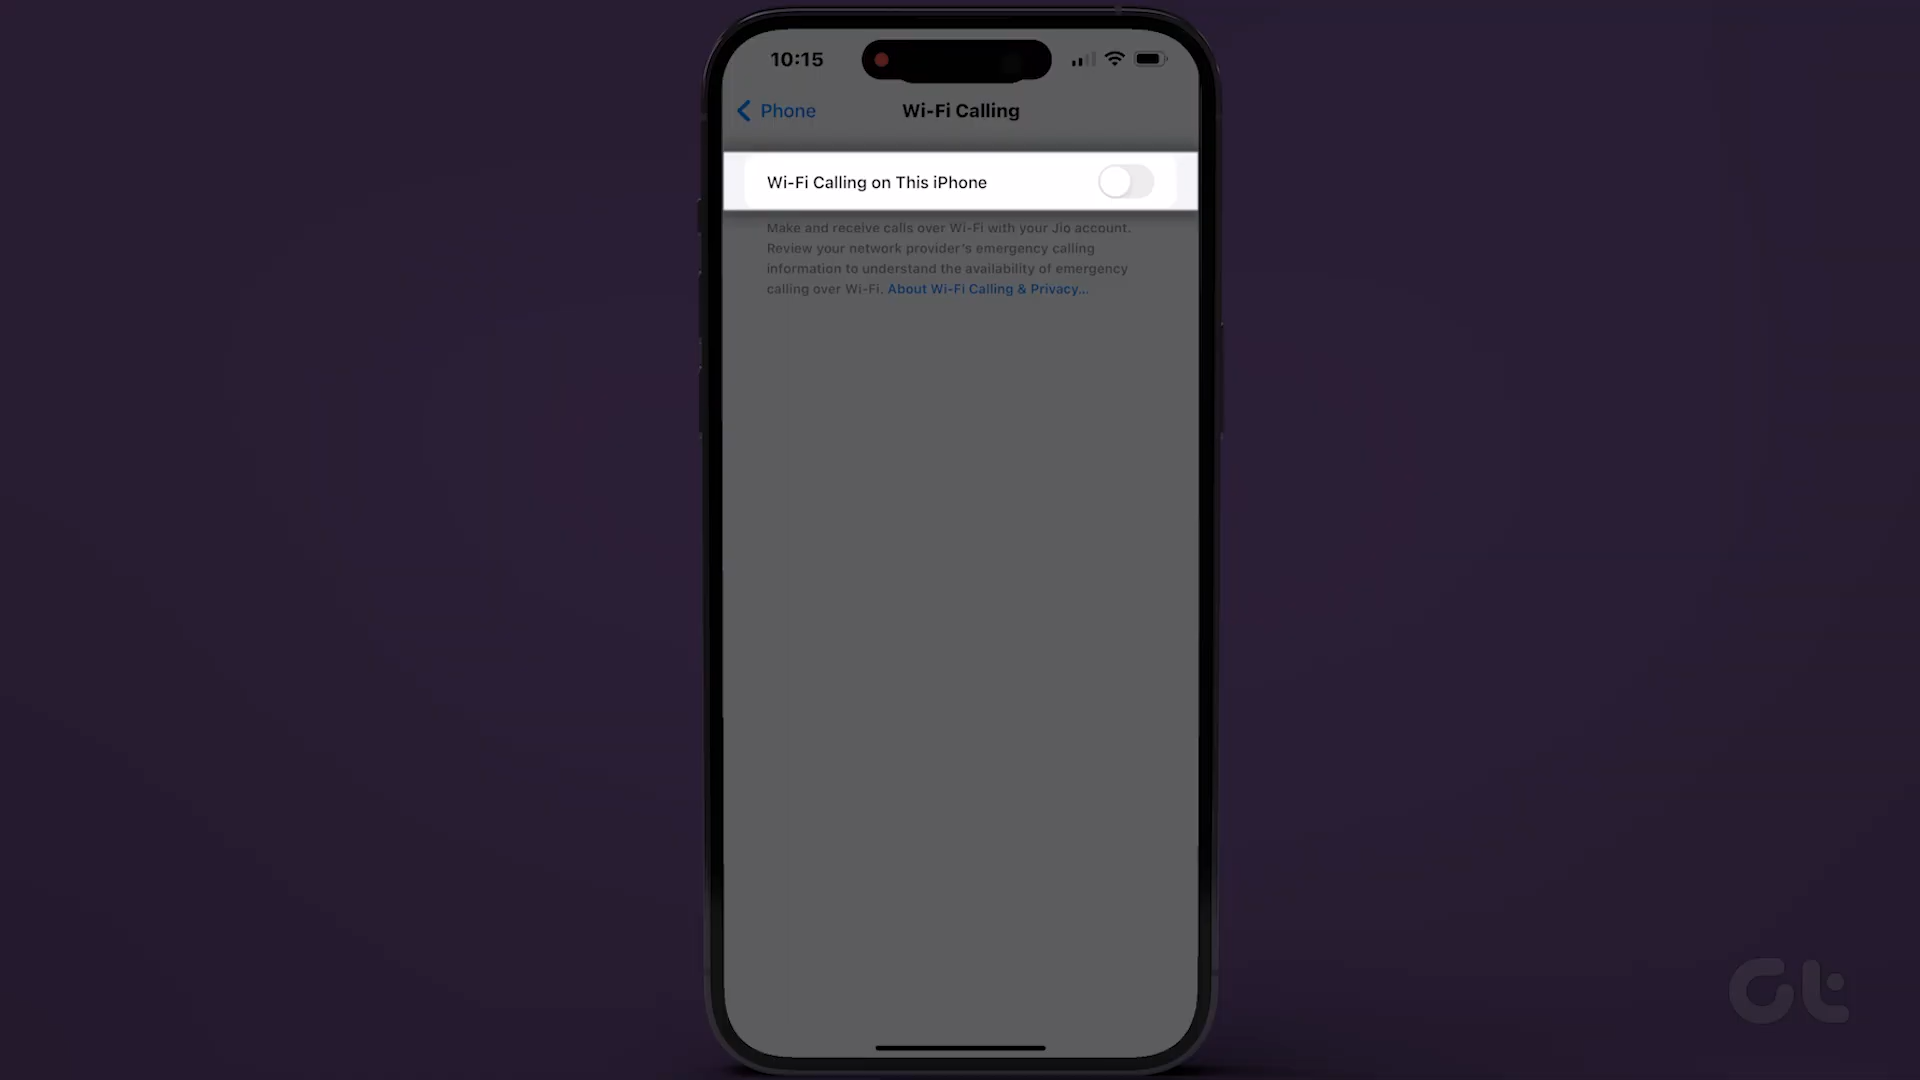 10:15
Phone
Wi-Fi Calling
Wi-Fi Calling on This iPhone
Make and receive calls over Wi-Fi with your Jio account.
Review your network provider's emergency calling
information to understand the availability of emergency
calling over Wi-Fi. About Wi-Fi Calling & Privacy...
Gt